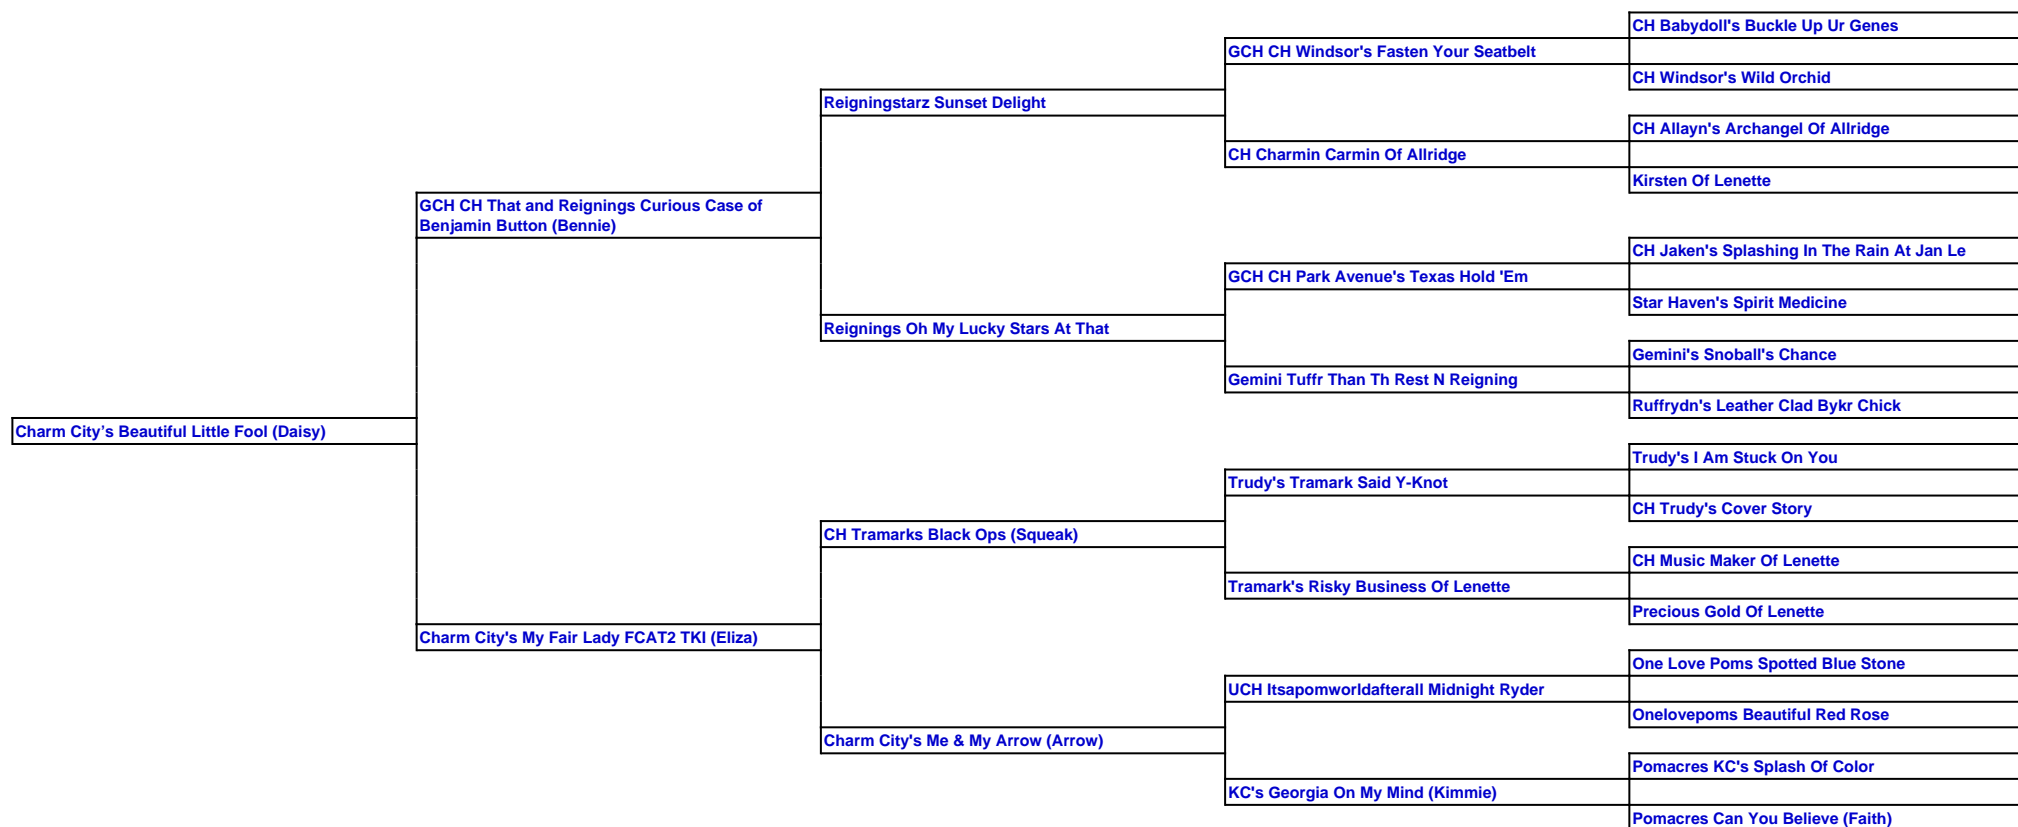 CH Babydoll's Buckle Up Ur Genes
GCH CH Windsor's Fasten Your Seatbelt
CH Windsor's Wild Orchid
Reigningstarz Sunset Delight
CH Allayn's Archangel Of Allridge
CH Charmin Carmin Of Allridge
Kirsten Of Lenette
GCH CH That and Reignings Curious Case of
Benjamin Button (Bennie)
CH Jaken's Splashing In The Rain At Jan Le
GCH CH Park Avenue's Texas Hold 'Em
Star Haven's Spirit Medicine
Reignings Oh My Lucky Stars At That
Gemini's Snoball's Chance
Gemini Tuffr Than Th Rest N Reigning
Ruffrydn's Leather Clad Bykr Chick
Charm City’s Beautiful Little Fool (Daisy)
Trudy's I Am Stuck On You
Trudy's Tramark Said Y-Knot
CH Trudy's Cover Story
CH Tramarks Black Ops (Squeak)
CH Music Maker Of Lenette
Tramark's Risky Business Of Lenette
Precious Gold Of Lenette
Charm City's My Fair Lady FCAT2 TKI (Eliza)
One Love Poms Spotted Blue Stone
UCH Itsapomworldafterall Midnight Ryder
Onelovepoms Beautiful Red Rose
Charm City's Me & My Arrow (Arrow)
Pomacres KC's Splash Of Color
KC's Georgia On My Mind (Kimmie)
Pomacres Can You Believe (Faith)